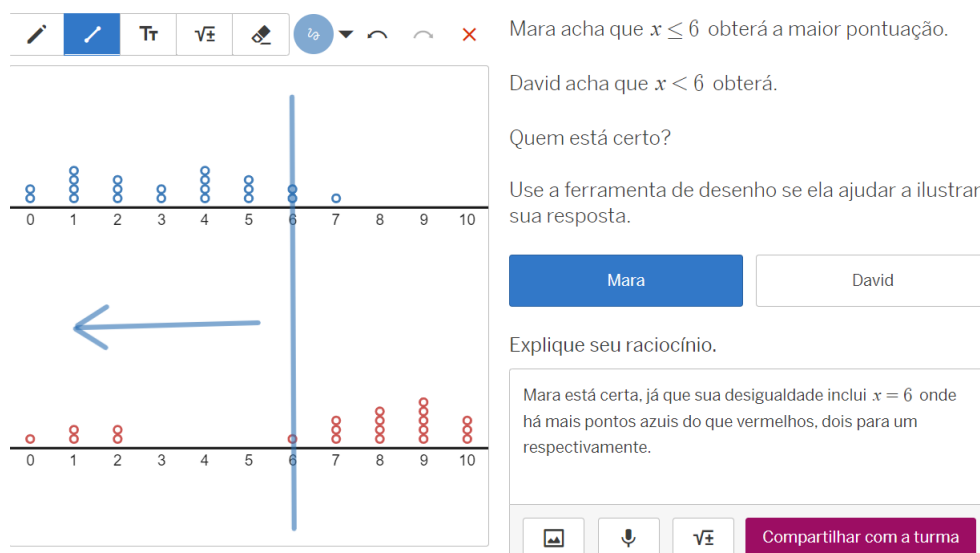 Tт √±
Mara acha que x ≤ 6 obterá a maior pontuação.
David acha que x < 6 obterá.
Quem está certo?
Use a ferramenta de desenho se ela ajudar a ilustrar
sua resposta.
0 1 2 3 4 5 6 7 8 9 10
Mara David
Explique seu raciocínio.
Mara está certa, já que sua desigualdade inclui x = 6 onde
há mais pontos azuis do que vermelhos, dois para um
respectivamente.
0 1 2 3 4 5 6 7 8 9 10
√± Compartilhar com a turma